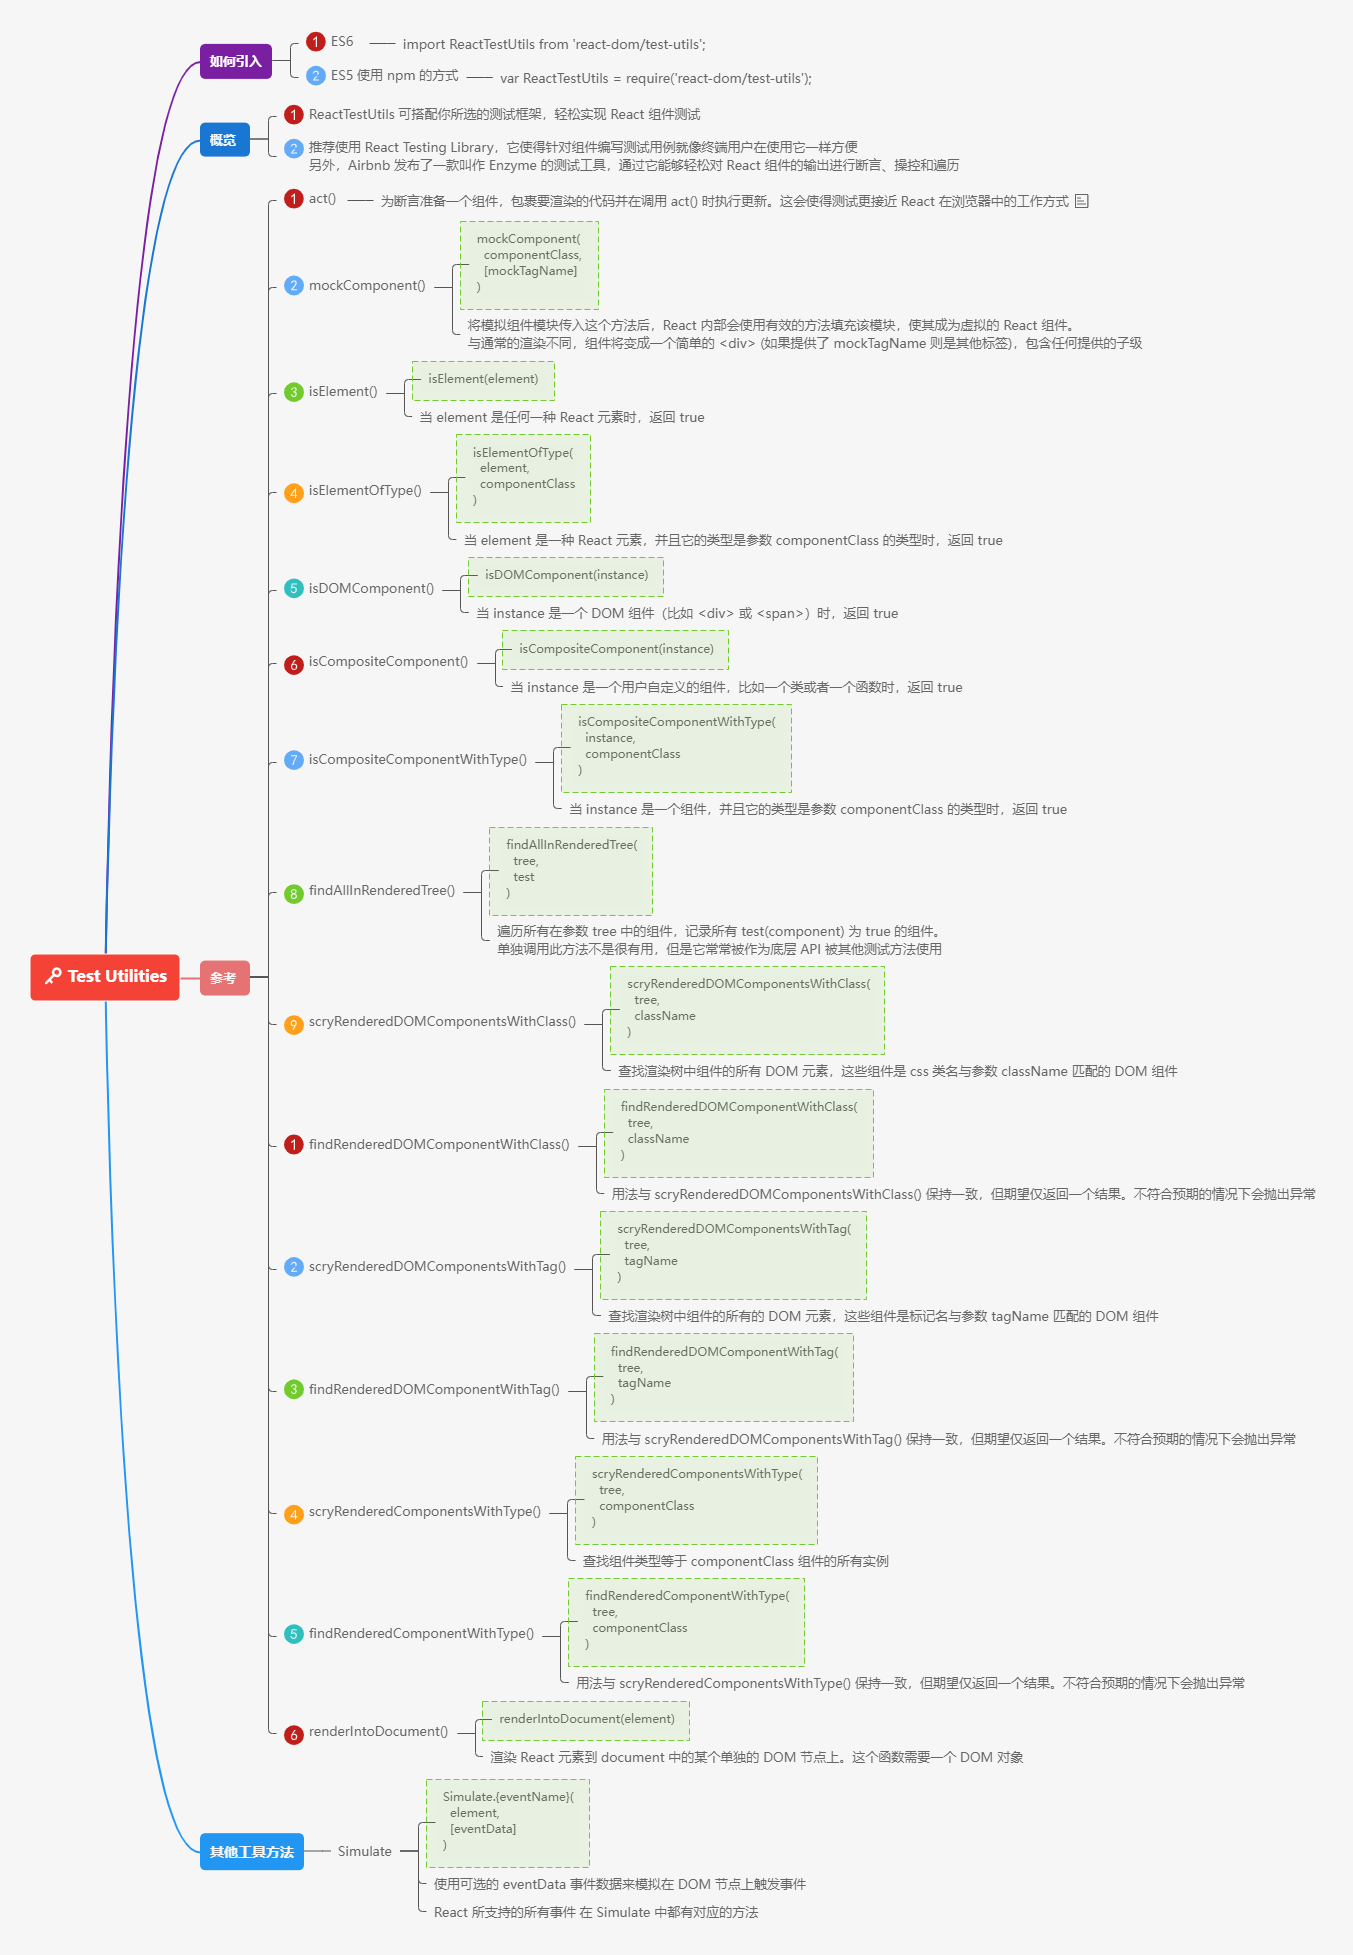 Test Utilities
如何引入
1 ES6
import ReactTestUtils from 'react-dom/test-utils';
2 ES5 使用 npm 的方式
var ReactTestUtils = require('react-dom/test-utils');
概览
1 ReactTestUtils 可搭配你所选的测试框架，轻松实现 React 组件测试
2 推荐使用 React Testing Library，它使得针对组件编写测试用例就像终端用户在使用它一样方便
另外，Airbnb 发布了一款叫作 Enzyme 的测试工具，通过它能够轻松对 React 组件的输出进行断言、操控和遍历
参考
1 act()
为断言准备一个组件，包裹要渲染的代码并在调用 act() 时执行更新。这会使得测试更接近 React 在浏览器中的工作方式
2 mockComponent()
mockComponent(
componentClass,
[mockTagName]
)
将模拟组件模块传入这个方法后，React 内部会使用有效的方法填充该模块，使其成为虚拟的 React 组件。
与通常的渲染不同，组件将变成一个简单的 <div> (如果提供了 mockTagName 则是其他标签)，包含任何提供的子级
3 isElement()
isElement(element)
当 element 是任何一种 React 元素时，返回 true
4 isElementOfType()
isElementOfType(
element,
componentClass
)
当 element 是一种 React 元素，并且它的类型是参数 componentClass 的类型时，返回 true
5 isDOMComponent()
isDOMComponent(instance)
当 instance 是一个 DOM 组件（比如 <div> 或 <span>）时，返回 true
6 isCompositeComponent()
isCompositeComponent(instance)
当 instance 是一个用户自定义的组件，比如一个类或者一个函数时，返回 true
7 isCompositeComponentWithType()
isCompositeComponentWithType(
instance,
componentClass
)
当 instance 是一个组件，并且它的类型是参数 componentClass 的类型时，返回 true
8 findAllInRenderedTree()
findAllInRenderedTree(
tree,
test
)
遍历所有在参数 tree 中的组件，记录所有 test(component) 为 true 的组件。
单独调用此方法不是很有用，但是它常常被作为底层 API 被其他测试方法使用
9 scryRenderedDOMComponentsWithClass()
scryRenderedDOMComponentsWithClass(
tree,
className
)
查找渲染树中组件的所有 DOM 元素，这些组件是 css 类名与参数 className 匹配的 DOM 组件
1 findRenderedDOMComponentWithClass()
findRenderedDOMComponentWithClass(
tree,
className
)
用法与 scryRenderedDOMComponentsWithClass() 保持一致，但期望仅返回一个结果。不符合预期的情况下会抛出异常
2 scryRenderedDOMComponentsWithTag()
scryRenderedDOMComponentsWithTag(
tree,
tagName
)
查找渲染树中组件的所有的 DOM 元素，这些组件是标记名与参数 tagName 匹配的 DOM 组件
3 findRenderedDOMComponentWithTag()
findRenderedDOMComponentWithTag(
tree,
tagName
)
用法与 scryRenderedDOMComponentsWithTag() 保持一致，但期望仅返回一个结果。不符合预期的情况下会抛出异常
4 scryRenderedComponentsWithType()
scryRenderedComponentsWithType(
tree,
componentClass
)
查找组件类型等于 componentClass 组件的所有实例
5 findRenderedComponentWithType()
findRenderedComponentWithType(
tree,
componentClass
)
用法与 scryRenderedComponentsWithType() 保持一致，但期望仅返回一个结果。不符合预期的情况下会抛出异常
6 renderIntoDocument()
renderIntoDocument(element)
渲染 React 元素到 document 中的某个单独的 DOM 节点上。这个函数需要一个 DOM 对象
其他工具方法
Simulate
Simulate.{eventName}(
element,
[eventData]
)
使用可选的 eventData 事件数据来模拟在 DOM 节点上触发事件
React 所支持的所有事件 在 Simulate 中都有对应的方法